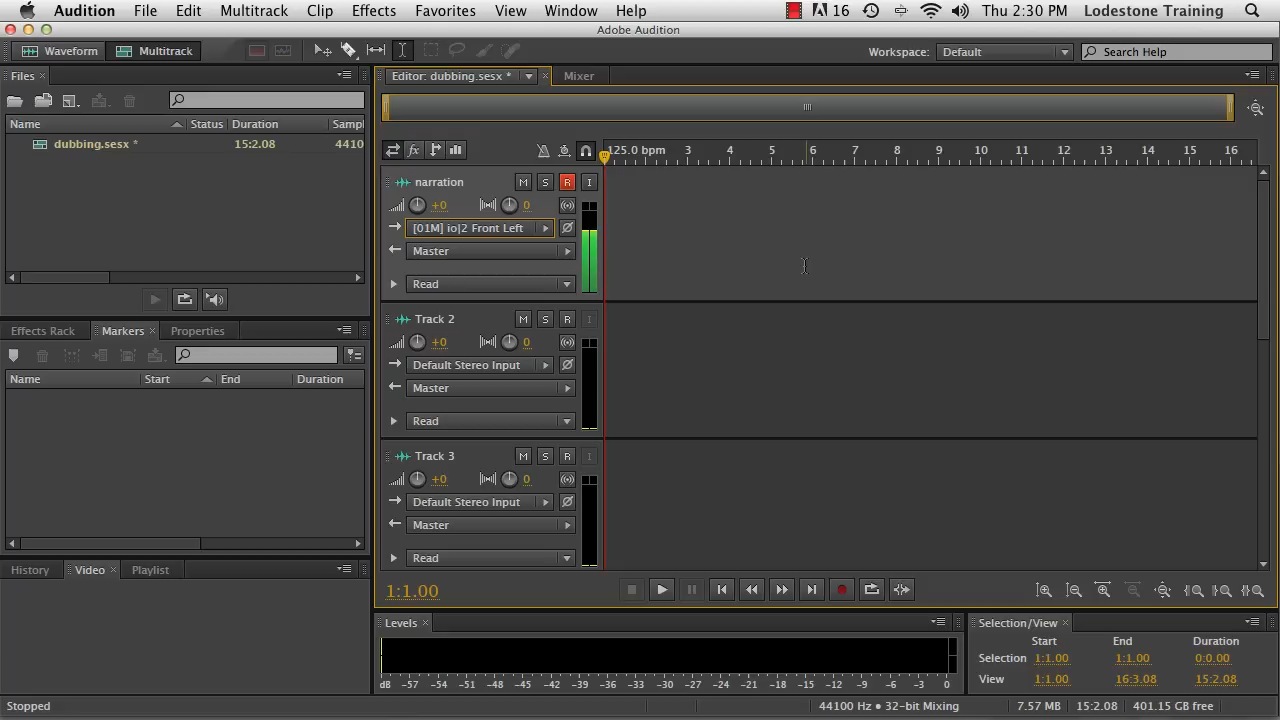 Audition File Edit Multitrack Clip Effects Favorites View Window Help 16 Thu 2:30 PM Lodestone Training
Adobe Audition
Waveform Multitrack Workspace: Default Search Help
Files Editor: dubbing.sesx * Mixer
Name Status Duration Sampl
dubbing.sesx * 15:2.08 4410
fx 125.0 bpm 3 4 5 6 7 8 9 10 11 12 13 14 15 16
narration M S R I
+0 0
[01M] io|2 Front Left
Master
Read
Effects Rack Markers Properties
Name Start End Duration
Track 2 M S R I
+0 0
Default Stereo Input
Master
Read
Track 3 M S R I
+0 0
Default Stereo Input
Master
Read
History Video Playlist
1:1.00
Levels
dB -57 -54 -51 -48 -45 -42 -39 -36 -33 -30 -27 -24 -21 -18 -15 -12 -9 -6 -3 0
Selection/View
Start End Duration
Selection 1:1.00 1:1.00 0:0.00
View 1:1.00 16:3.08 15:2.08
Stopped 44100 Hz • 32-bit Mixing 7.57 MB 15:2.08 401.15 GB free